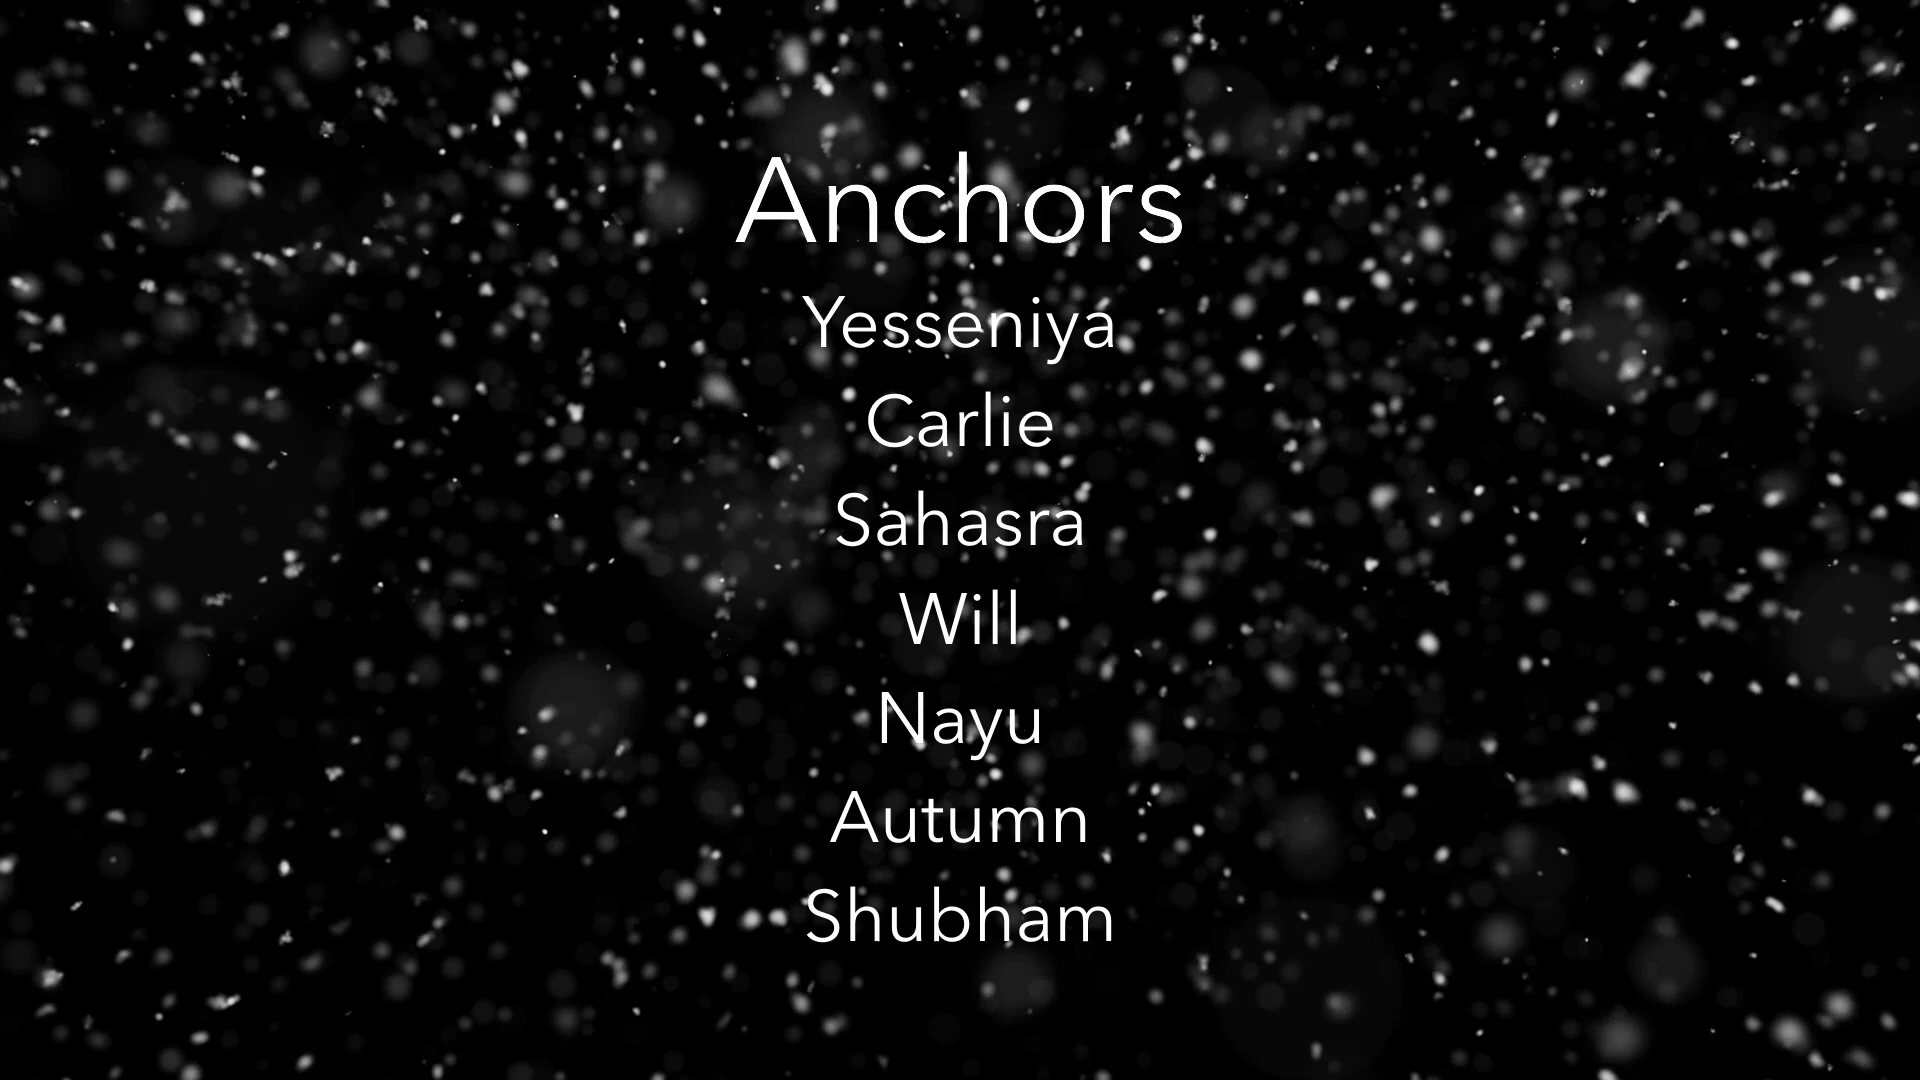 Anchors
Yesseniya
Carlie
Sahasra
Will
Nayu
Autumn
Shubham